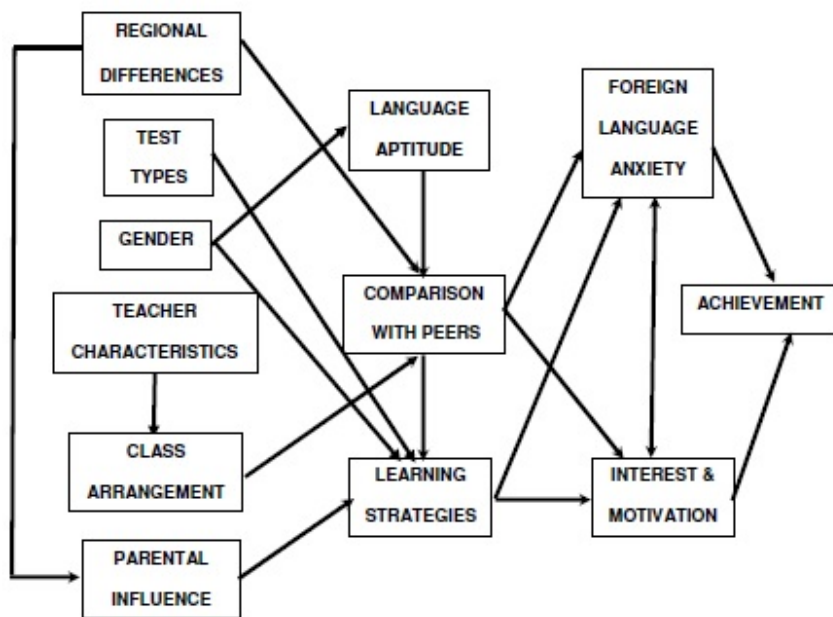 REGIONAL
DIFFERENCES
TEST
TYPES
GENDER
TEACHER
CHARACTERISTICS
CLASS
ARRANGEMENT
PARENTAL
INFLUENCE
LANGUAGE
APTITUDE
COMPARISON
WITH PEERS
LEARNING
STRATEGIES
FOREIGN
LANGUAGE
ANXIETY
INTEREST &
MOTIVATION
ACHIEVEMENT